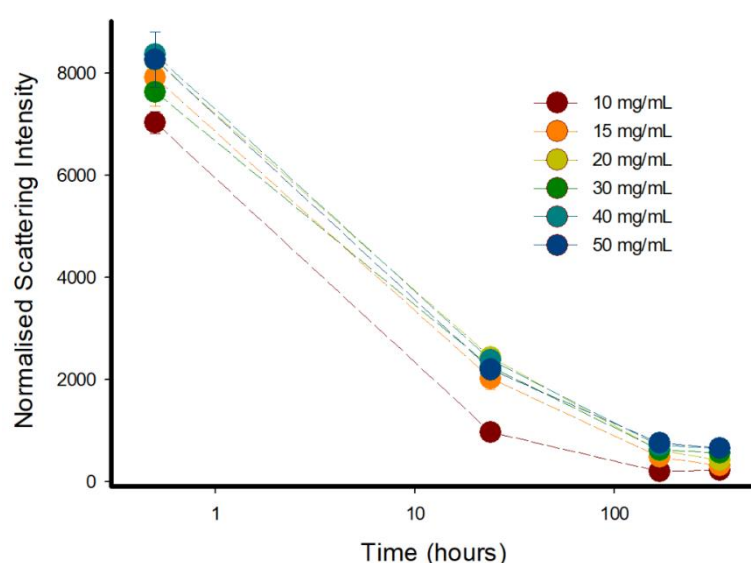 Normalised Scattering Intensity
8000
6000
4000
2000
0
10 mg/mL
15 mg/mL
20 mg/mL
30 mg/mL
40 mg/mL
50 mg/mL
1 10 100
Time (hours)